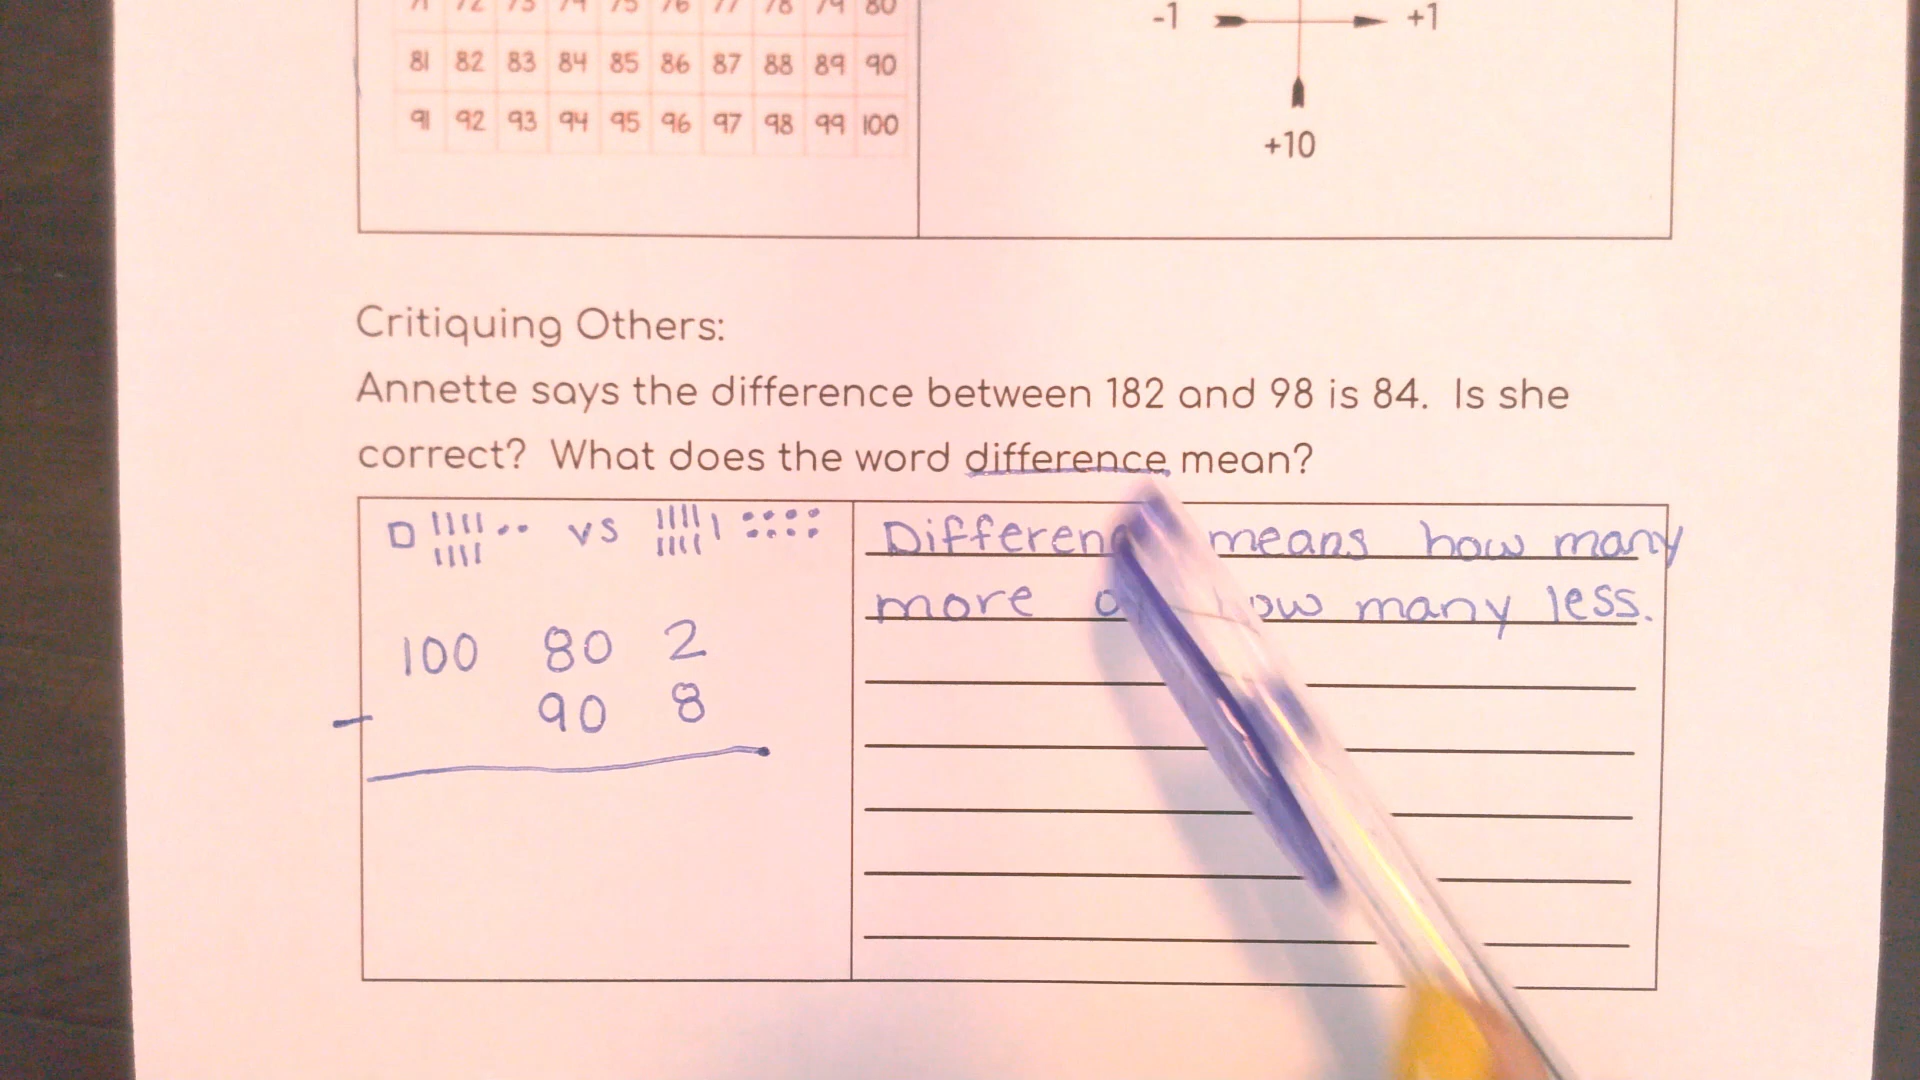 -1 +1
81 82 83 84 85 86 87 88 89 90
91 92 93 94 95 96 97 98 99 100
+10
Critiquing Others:
Annette says the difference between 182 and 98 is 84. Is she
correct? What does the word difference mean?
vs
Difference means how many
more how many less.
100 80 2
- 90 8